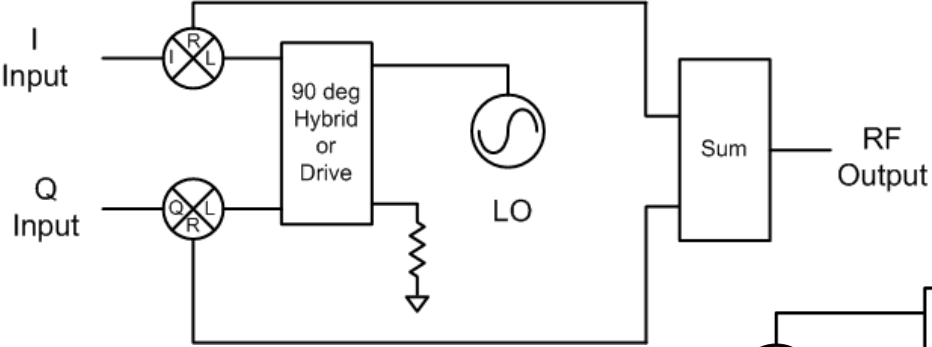 I
Input
R
I
L
90 deg
Hybrid
or
Drive
Q
Input
Q
L
R
LO
Sum
RF
Output